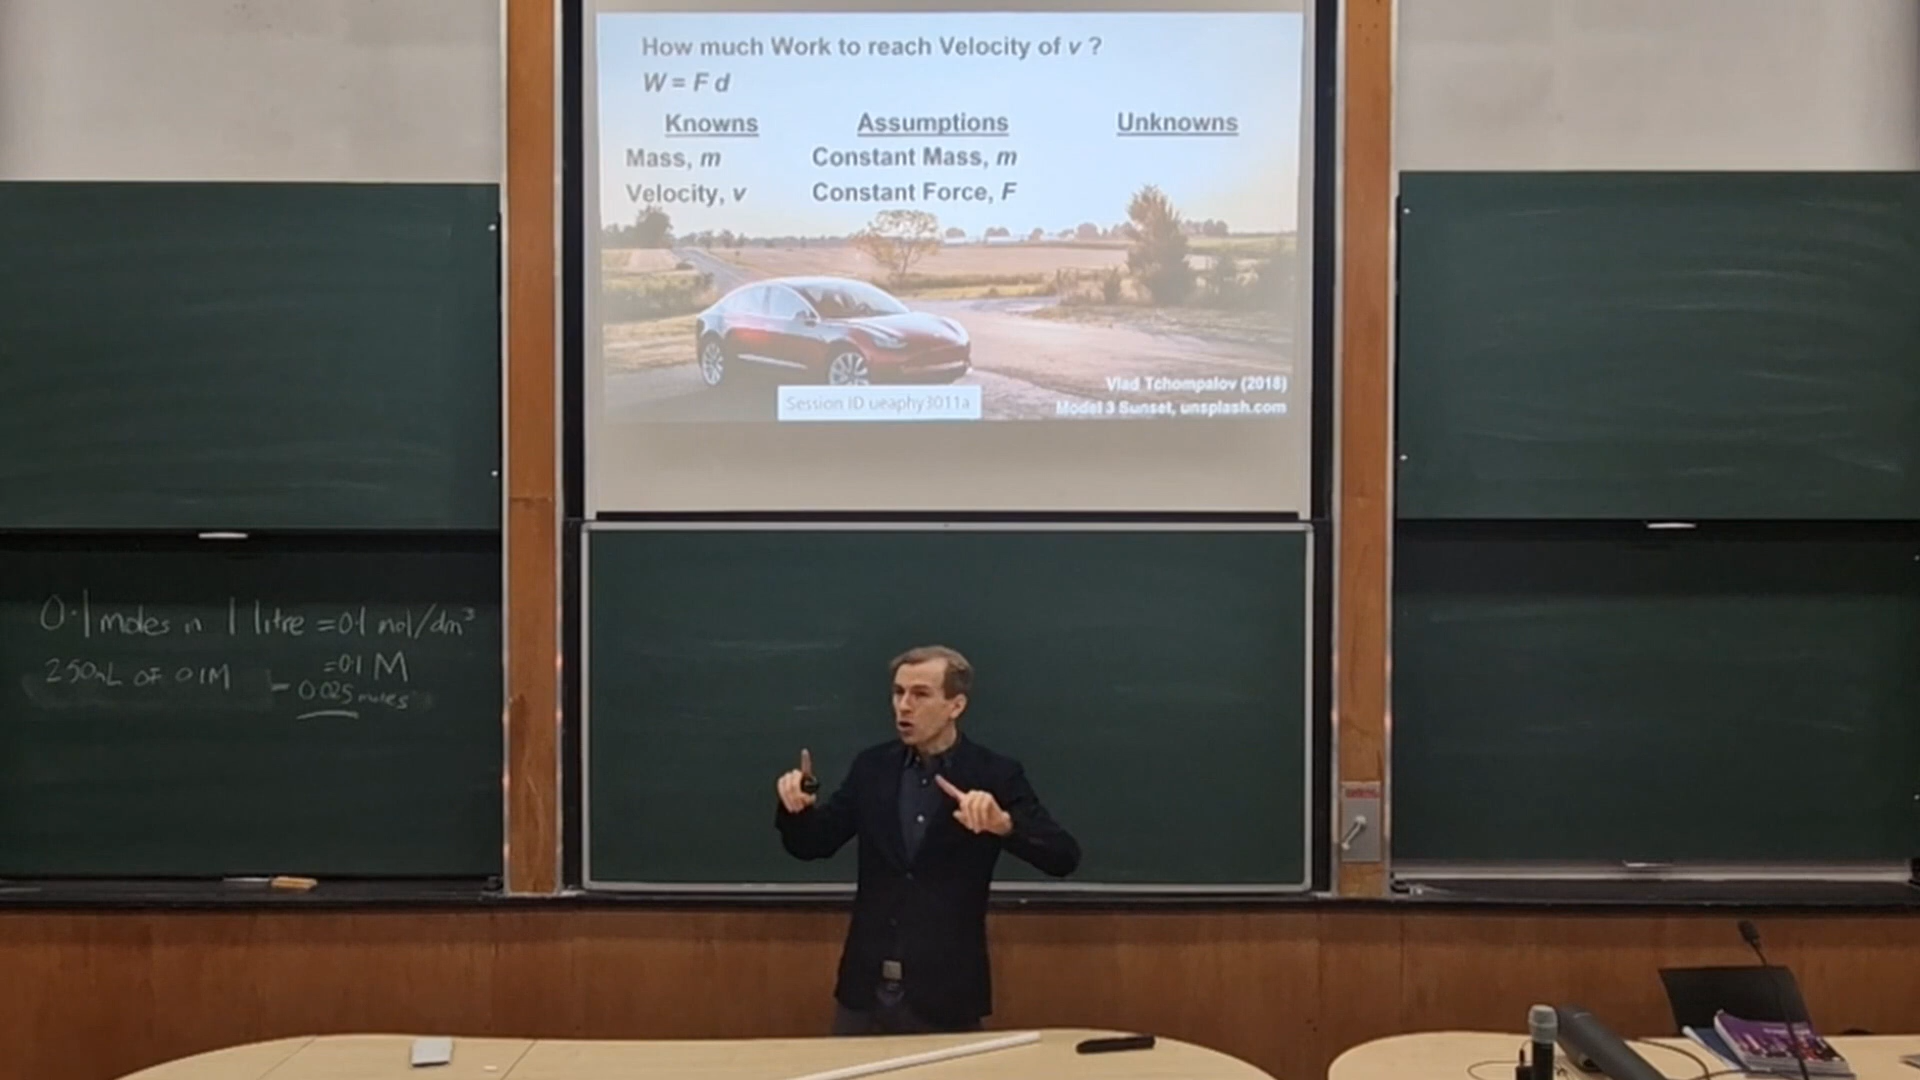 How much Work to reach Velocity of v ?
W = F d
Knowns Assumptions Unknowns
Mass, m Constant Mass, m
Velocity, v Constant Force, F
Vlad Tchompalov (2018)
Model 3 Sunset, unsplash.com
Session ID ueaphy3011a
0.1 moles in 1 litre = 0.1 mol/dm³
= 0.1 M
250mL OF 0.1M = 0.025 moles